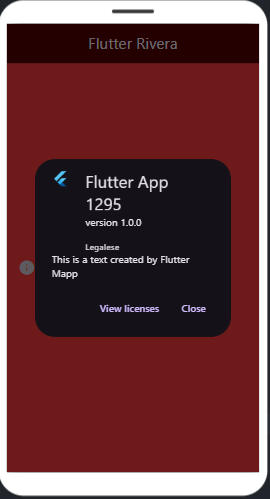 Flutter Rivera
Flutter App
1295
version 1.0.0
Legalese
This is a text created by Flutter
Mapp
View licenses
Close